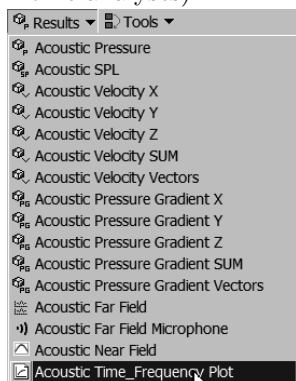 Results Tools
Acoustic Pressure
Acoustic SPL
Acoustic Velocity X
Acoustic Velocity Y
Acoustic Velocity Z
Acoustic Velocity SUM
Acoustic Velocity Vectors
Acoustic Pressure Gradient X
Acoustic Pressure Gradient Y
Acoustic Pressure Gradient Z
Acoustic Pressure Gradient SUM
Acoustic Pressure Gradient Vectors
Acoustic Far Field
Acoustic Far Field Microphone
Acoustic Near Field
Acoustic Time_Frequency Plot